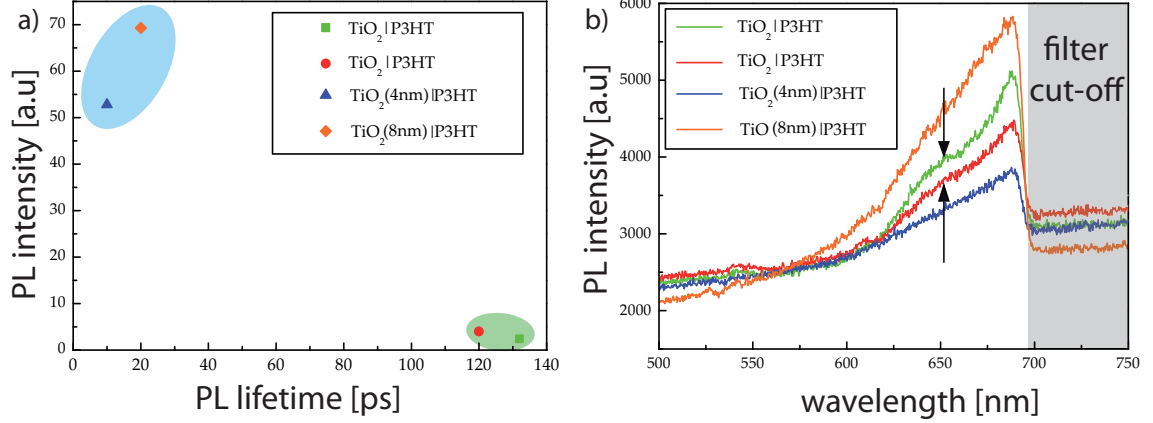 a)
PL intensity [a.u]
70
60
50
40
30
20
10
0
0 20 40 60 80 100 120 140
PL lifetime [ps]
TiO2|P3HT
TiO2|P3HT
TiO2(4nm)|P3HT
TiO2(8nm)|P3HT
b)
PL intensity [a.u]
6000
5000
4000
3000
2000
500 550 600 650 700 750
wavelength [nm]
TiO2|P3HT
TiO2|P3HT
TiO2(4nm)|P3HT
TiO(8nm)|P3HT
filter
cut-off